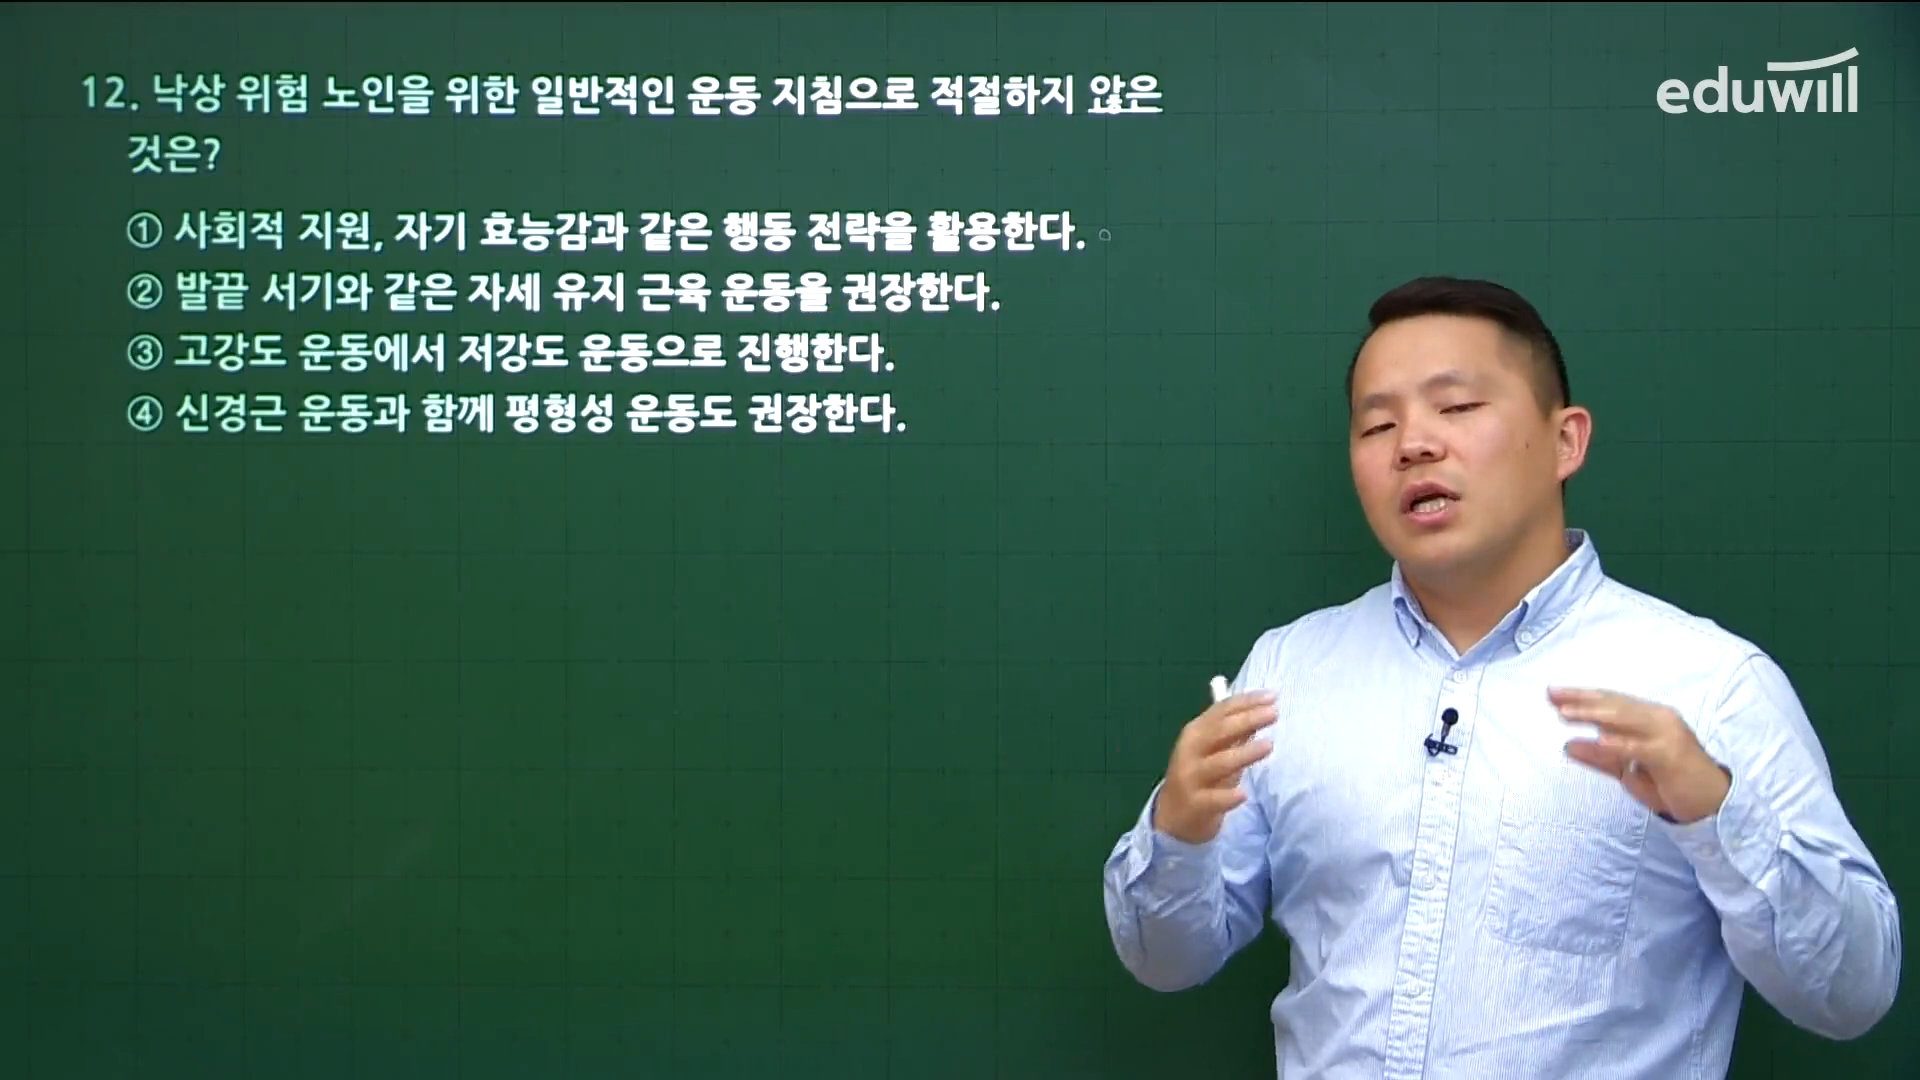 eduwill
12. 낙상 위험 노인을 위한 일반적인 운동 지침으로 적절하지 않은
것은?
① 사회적 지원, 자기 효능감과 같은 행동 전략을 활용한다.
② 발끝 서기와 같은 자세 유지 근육 운동을 권장한다.
③ 고강도 운동에서 저강도 운동으로 진행한다.
④ 신경근 운동과 함께 평형성 운동도 권장한다.